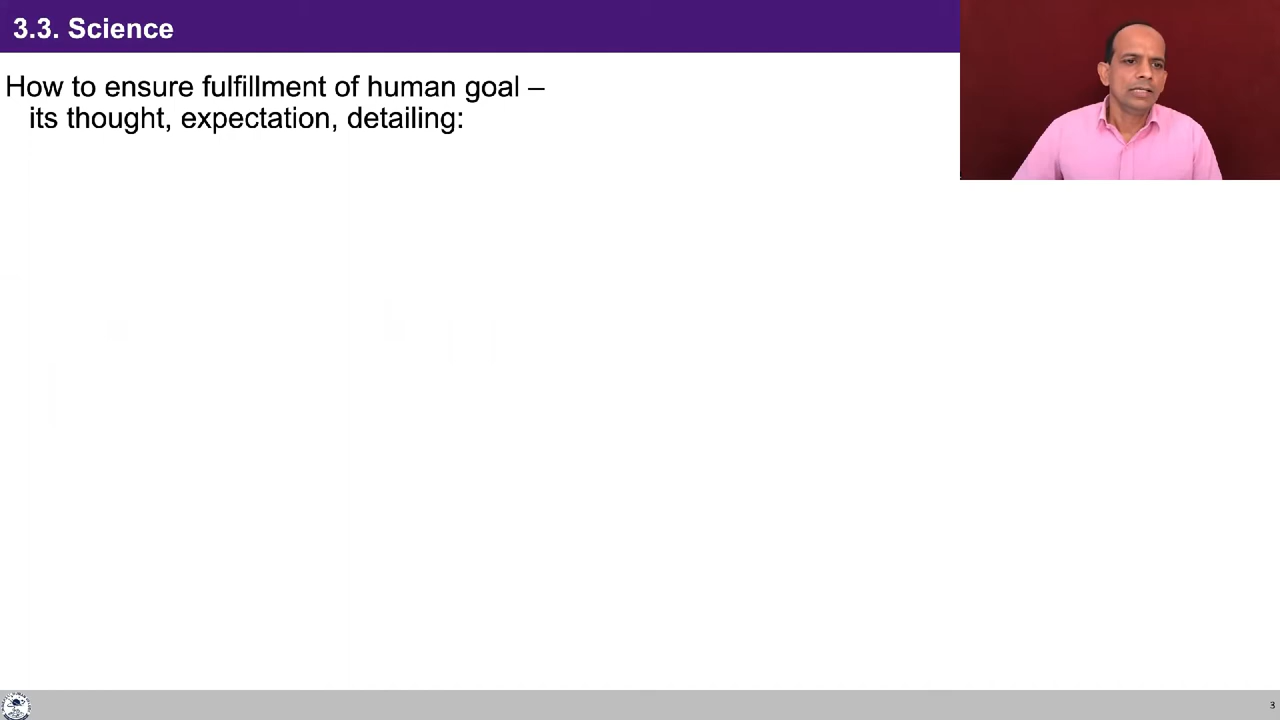 3.3. Science
How to ensure fulfillment of human goal –
its thought, expectation, detailing:
3